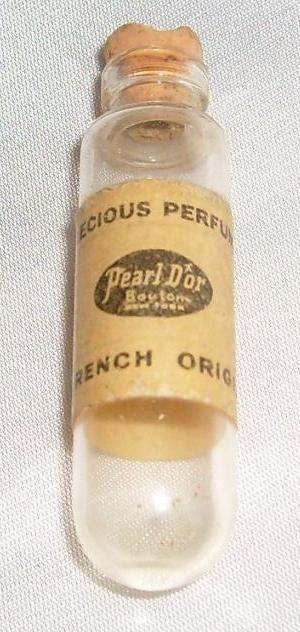 ECIOUS PERFU
Pearl D'or
Bouton
NEW YORK
RENCH ORIG